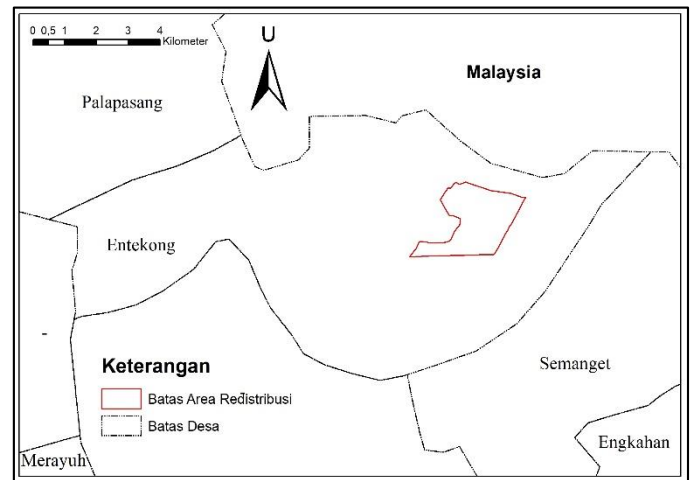 0 0,5 1 2 3 4
Kilometer
U
Malaysia
Palapasang
Entekong
-
Keterangan
Batas Area Redistribusi
Batas Desa
Semanget
Engkahan
Merayuh